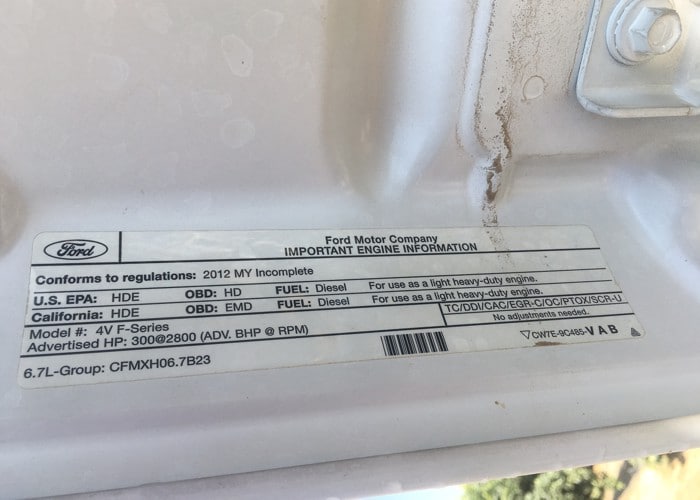 Ford
Ford Motor Company
IMPORTANT ENGINE INFORMATION
Conforms to regulations: 2012 MY Incomplete
U.S. EPA: HDE OBD: HD FUEL: Diesel For use as a light heavy-duty engine.
California: HDE OBD: EMD FUEL: Diesel For use as a light heavy-duty engine.
Model #: 4V F-Series TC/DDI/CAC/EGR-C/OC/PTOX/SCR-U
Advertised HP: 300@2800 (ADV. BHP @ RPM) No adjustments needed.
6.7L-Group: CFMXH06.7B23 CW7E-9C485-VAB